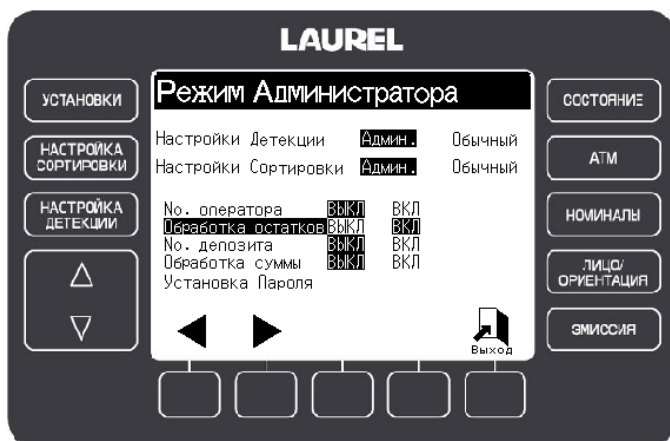 LAUREL
УСТАНОВКИ
НАСТРОЙКА
СОРТИРОВКИ
НАСТРОЙКА
ДЕТЕКЦИИ
Режим Администратора
Настройки Детекции Админ. Обычный
Настройки Сортировки Админ. Обычный
No. оператора ВЫКЛ ВКЛ
Обработка остатков ВЫКЛ ВКЛ
No. депозита ВЫКЛ ВКЛ
Обработка суммы ВЫКЛ ВКЛ
Установка Пароля
Выход
СОСТОЯНИЕ
АТМ
НОМИНАЛЫ
ЛИЦО/
ОРИЕНТАЦИЯ
ЭМИССИЯ